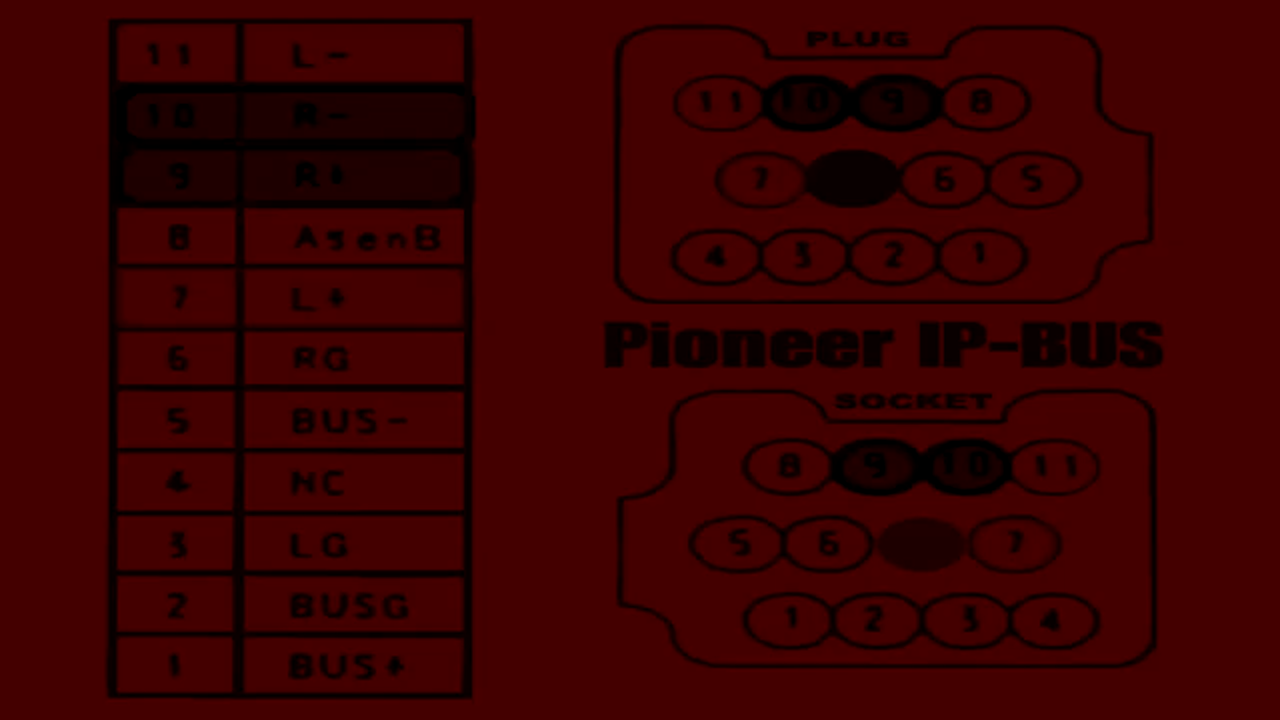 11 L-
10 R-
9 R+
8 AsenB
7 L+
6 RG
5 BUS-
4 NC
3 LG
2 BUSG
1 BUS+
PLUG
11 10 9 8
7 6 5
4 3 2 1
Pioneer IP-BUS
SOCKET
8 9 10 11
5 6 7
1 2 3 4